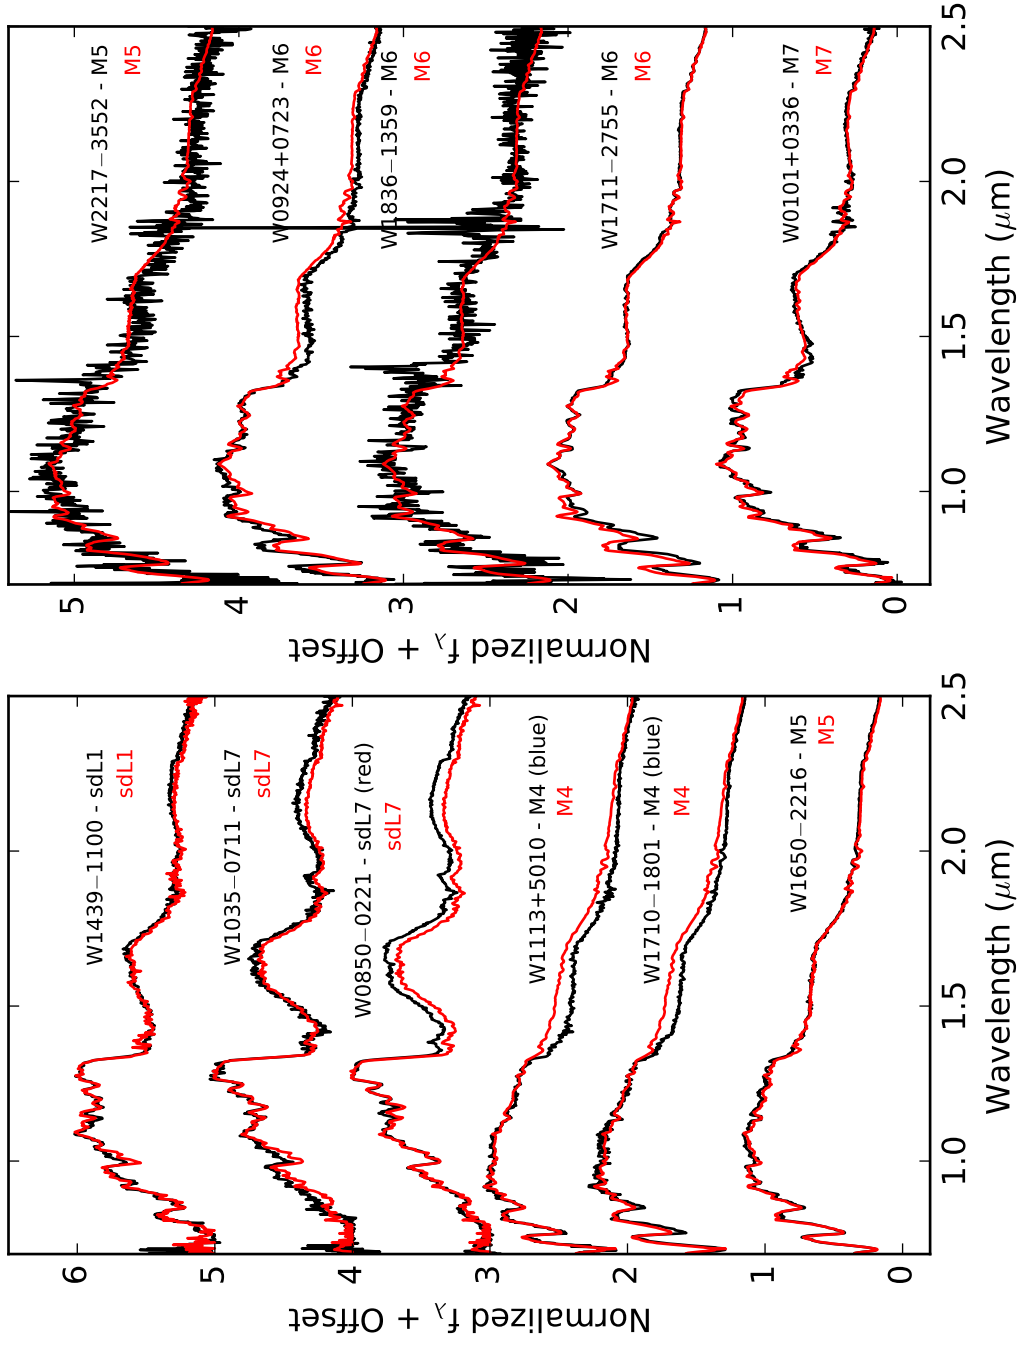 Normalized fλ + Offset
6
5
4
3
2
1
0
W1439−1100 - sdL1
sdL1
W1035−0711 - sdL7
sdL7
W0850−0221 - sdL7 (red)
sdL7
W1113+5010 - M4 (blue)
M4
W1710−1801 - M4 (blue)
M4
W1650−2216 - M5
M5
1.0
1.5
2.0
2.5
Wavelength (μm)
Normalized fλ + Offset
5
4
3
2
1
0
W2217−3552 - M5
M5
W0924+0723 - M6
M6
W1836−1359 - M6
M6
W1711−2755 - M6
M6
W0101+0336 - M7
M7
1.0
1.5
2.0
2.5
Wavelength (μm)